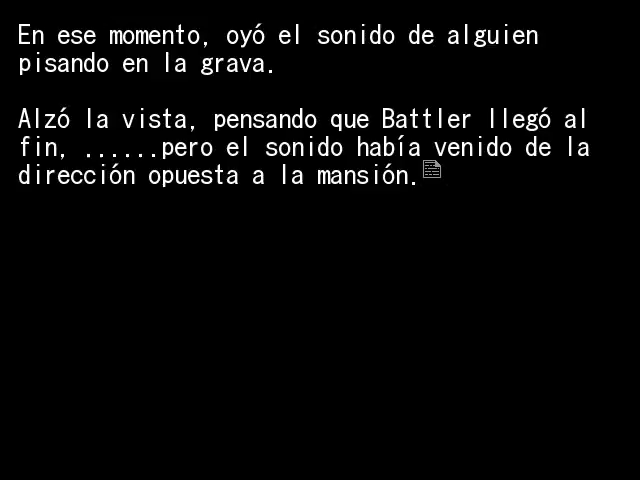 En ese momento, oyó el sonido de alguien
pisando en la grava.
Alzó la vista, pensando que Battler llegó al
fin, ......pero el sonido había venido de la
dirección opuesta a la mansión.